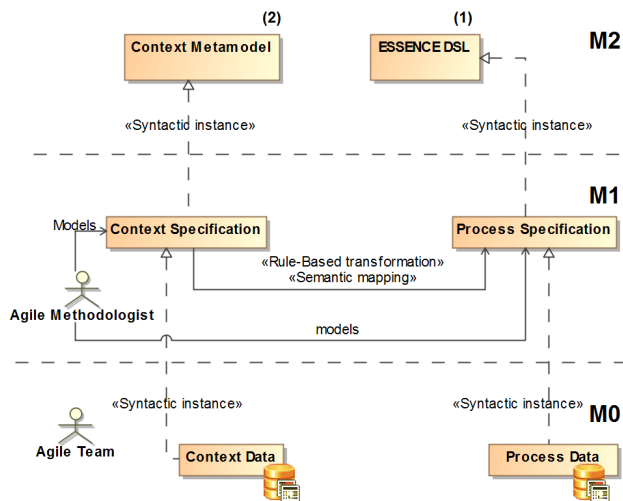 (2)
(1)
M2
Context Metamodel
ESSENCE DSL
«Syntactic instance»
«Syntactic instance»
M1
Models
Context Specification
Process Specification
«Rule-Based transformation»
«Semantic mapping»
Agile Methodologist
models
M0
«Syntactic instance»
«Syntactic instance»
Agile Team
Context Data
Process Data